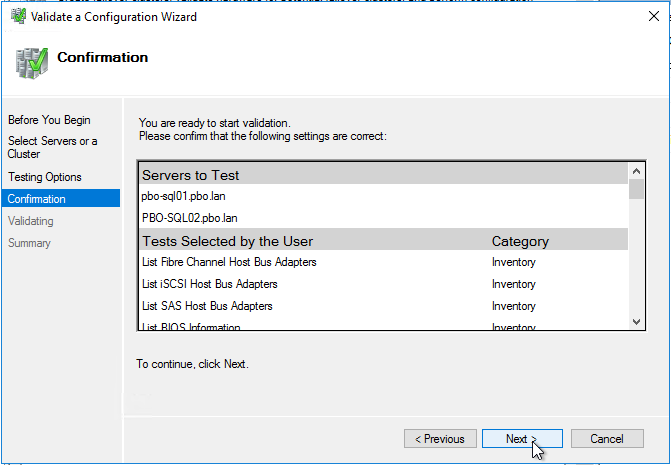 Validate a Configuration Wizard
Confirmation
Before You Begin
Select Servers or a
Cluster
Testing Options
Confirmation
Validating
Summary
You are ready to start validation.
Please confirm that the following settings are correct:
Servers to Test
pbo-sql01.pbo.lan
PBO-SQL02.pbo.lan
Tests Selected by the User Category
List Fibre Channel Host Bus Adapters Inventory
List iSCSI Host Bus Adapters Inventory
List SAS Host Bus Adapters Inventory
List BIOS Information Inventory
To continue, click Next.
< Previous Next > Cancel